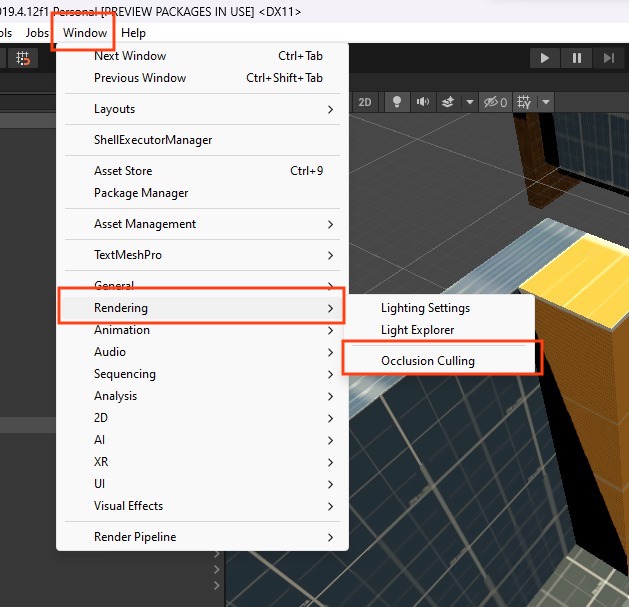 019.4.12f1 Personal [PREVIEW PACKAGES IN USE] <DX11>
Jobs Window Help
Next Window Ctrl+Tab
Previous Window Ctrl+Shift+Tab
Layouts
ShellExecutorManager
Asset Store Ctrl+9
Package Manager
Asset Management
TextMeshPro
General
Rendering
Animation
Audio
Sequencing
Analysis
2D
AI
XR
UI
Visual Effects
Render Pipeline
Lighting Settings
Light Explorer
Occlusion Culling
2D
0